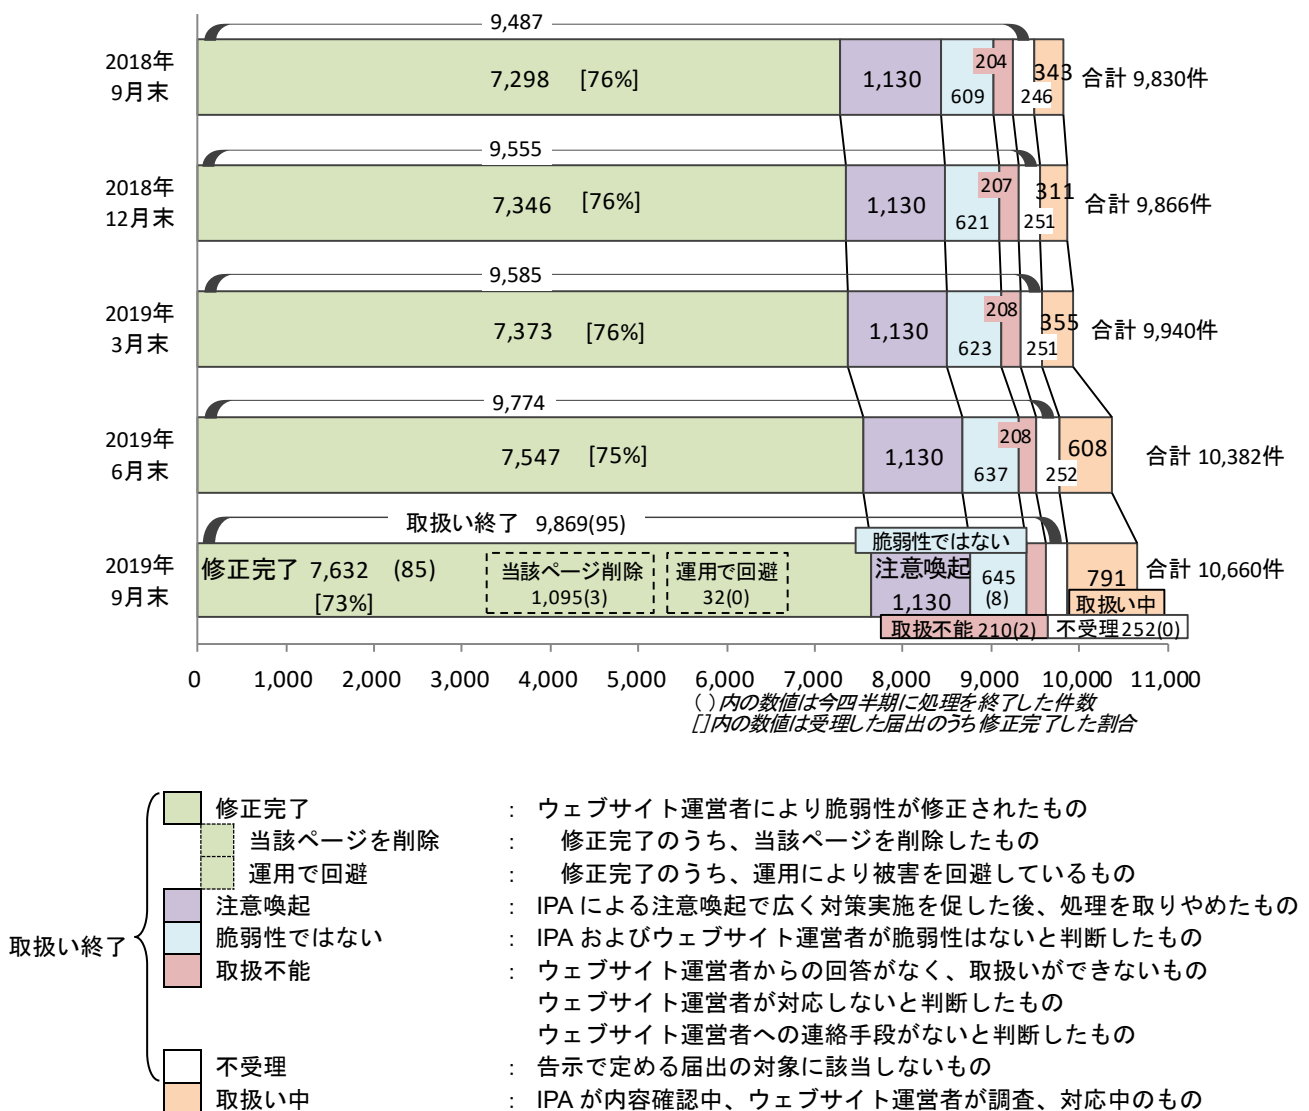 9,487
2018年
9月末
7,298 [76%]
1,130
609
204
246
343
合計 9,830件
9,555
2018年
12月末
7,346 [76%]
1,130
621
207
251
311
合計 9,866件
9,585
2019年
3月末
7,373 [76%]
1,130
623
208
251
355
合計 9,940件
9,774
2019年
6月末
7,547 [75%]
1,130
637
208
252
608
合計 10,382件
取扱い終了 9,869(95)
2019年
9月末
修正完了 7,632 (85)
[73%]
当該ページ削除
1,095(3)
運用で回避
32(0)
注意喚起
1,130
脆弱性ではない
645
(8)
取扱不能 210(2)
不受理 252(0)
791
取扱い中
合計 10,660件
0 1,000 2,000 3,000 4,000 5,000 6,000 7,000 8,000 9,000 10,000 11,000
( )内の数値は今四半期に処理を終了した件数
[]内の数値は受理した届出のうち修正完了した割合
取扱い終了
修正完了 : ウェブサイト運営者により脆弱性が修正されたもの
当該ページを削除 : 修正完了のうち、当該ページを削除したもの
運用で回避 : 修正完了のうち、運用により被害を回避しているもの
注意喚起 : IPA による注意喚起で広く対策実施を促した後、処理を取りやめたもの
脆弱性ではない : IPA およびウェブサイト運営者が脆弱性はないと判断したもの
取扱不能 : ウェブサイト運営者からの回答がなく、取扱いができないもの
ウェブサイト運営者が対応しないと判断したもの
ウェブサイト運営者への連絡手段がないと判断したもの
不受理 : 告示で定める届出の対象に該当しないもの
取扱い中 : IPA が内容確認中、ウェブサイト運営者が調査、対応中のもの